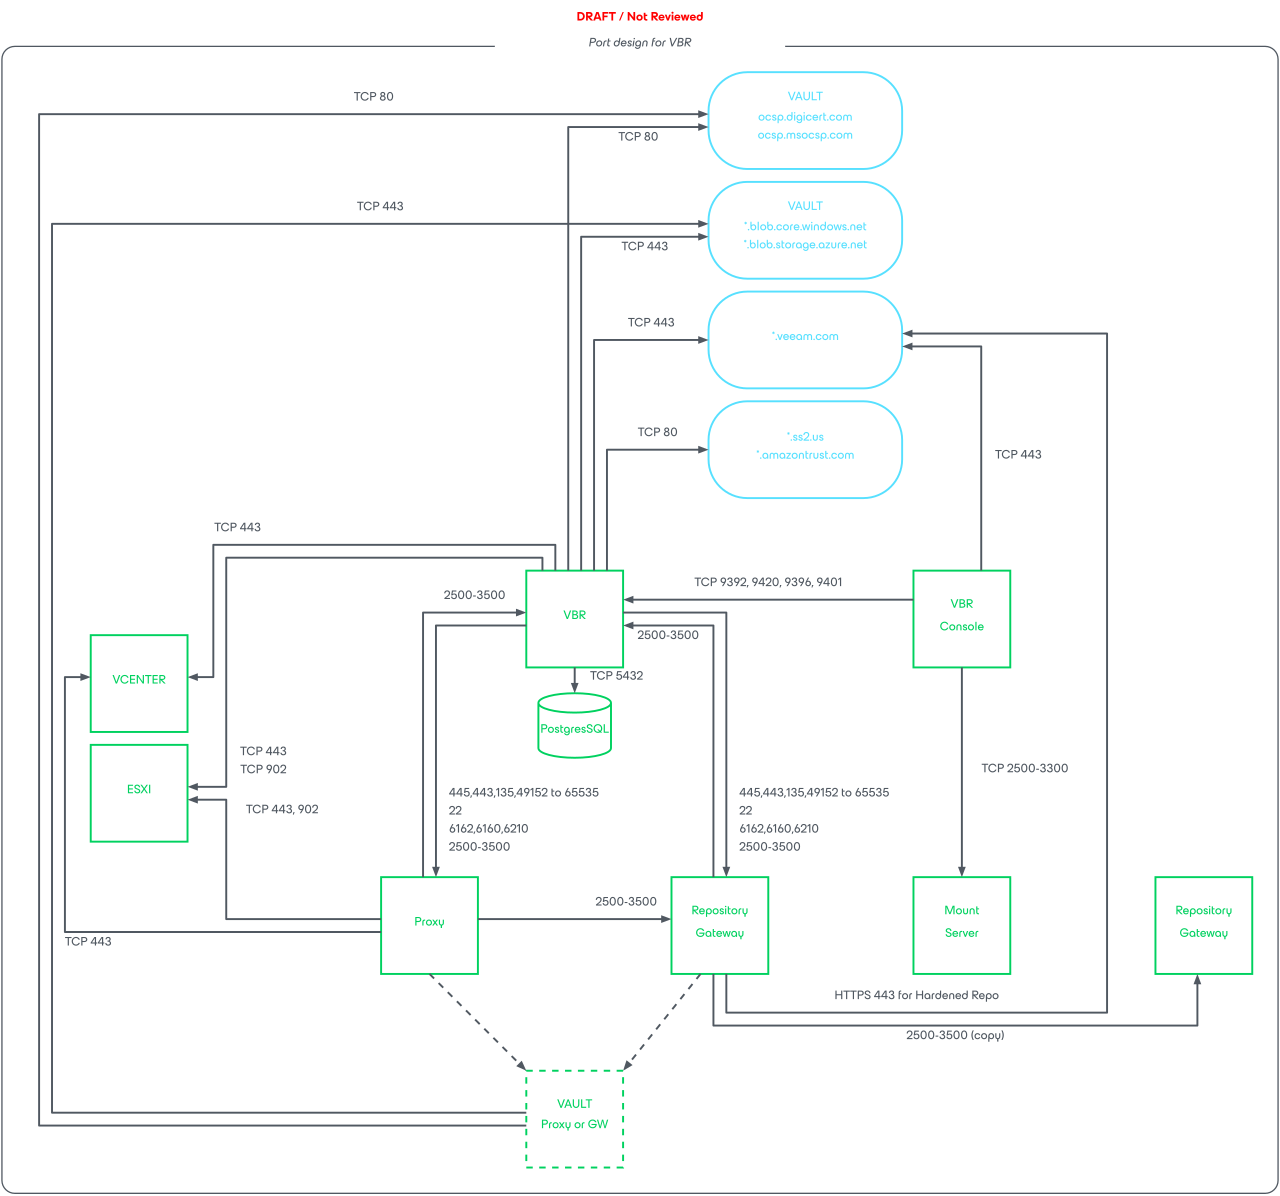 DRAFT / Not Reviewed
Port design for VBR
TCP 80
VAULT
ocsp.digicert.com
ocsp.msocsp.com
TCP 80
TCP 443
VAULT
*.blob.core.windows.net
*.blob.storage.azure.net
TCP 443
TCP 443
*.veeam.com
TCP 80
*.ss2.us
*.amazontrust.com
TCP 443
TCP 443
2500-3500
VBR
TCP 9392, 9420, 9396, 9401
VBR
Console
2500-3500
VCENTER
TCP 5432
PostgresSQL
TCP 443
TCP 902
ESXI
TCP 443, 902
445,443,135,49152 to 65535
22
6162,6160,6210
2500-3500
445,443,135,49152 to 65535
22
6162,6160,6210
2500-3500
TCP 2500-3300
TCP 443
Proxy
2500-3500
Repository
Gateway
Mount
Server
Repository
Gateway
HTTPS 443 for Hardened Repo
2500-3500 (copy)
VAULT
Proxy or GW